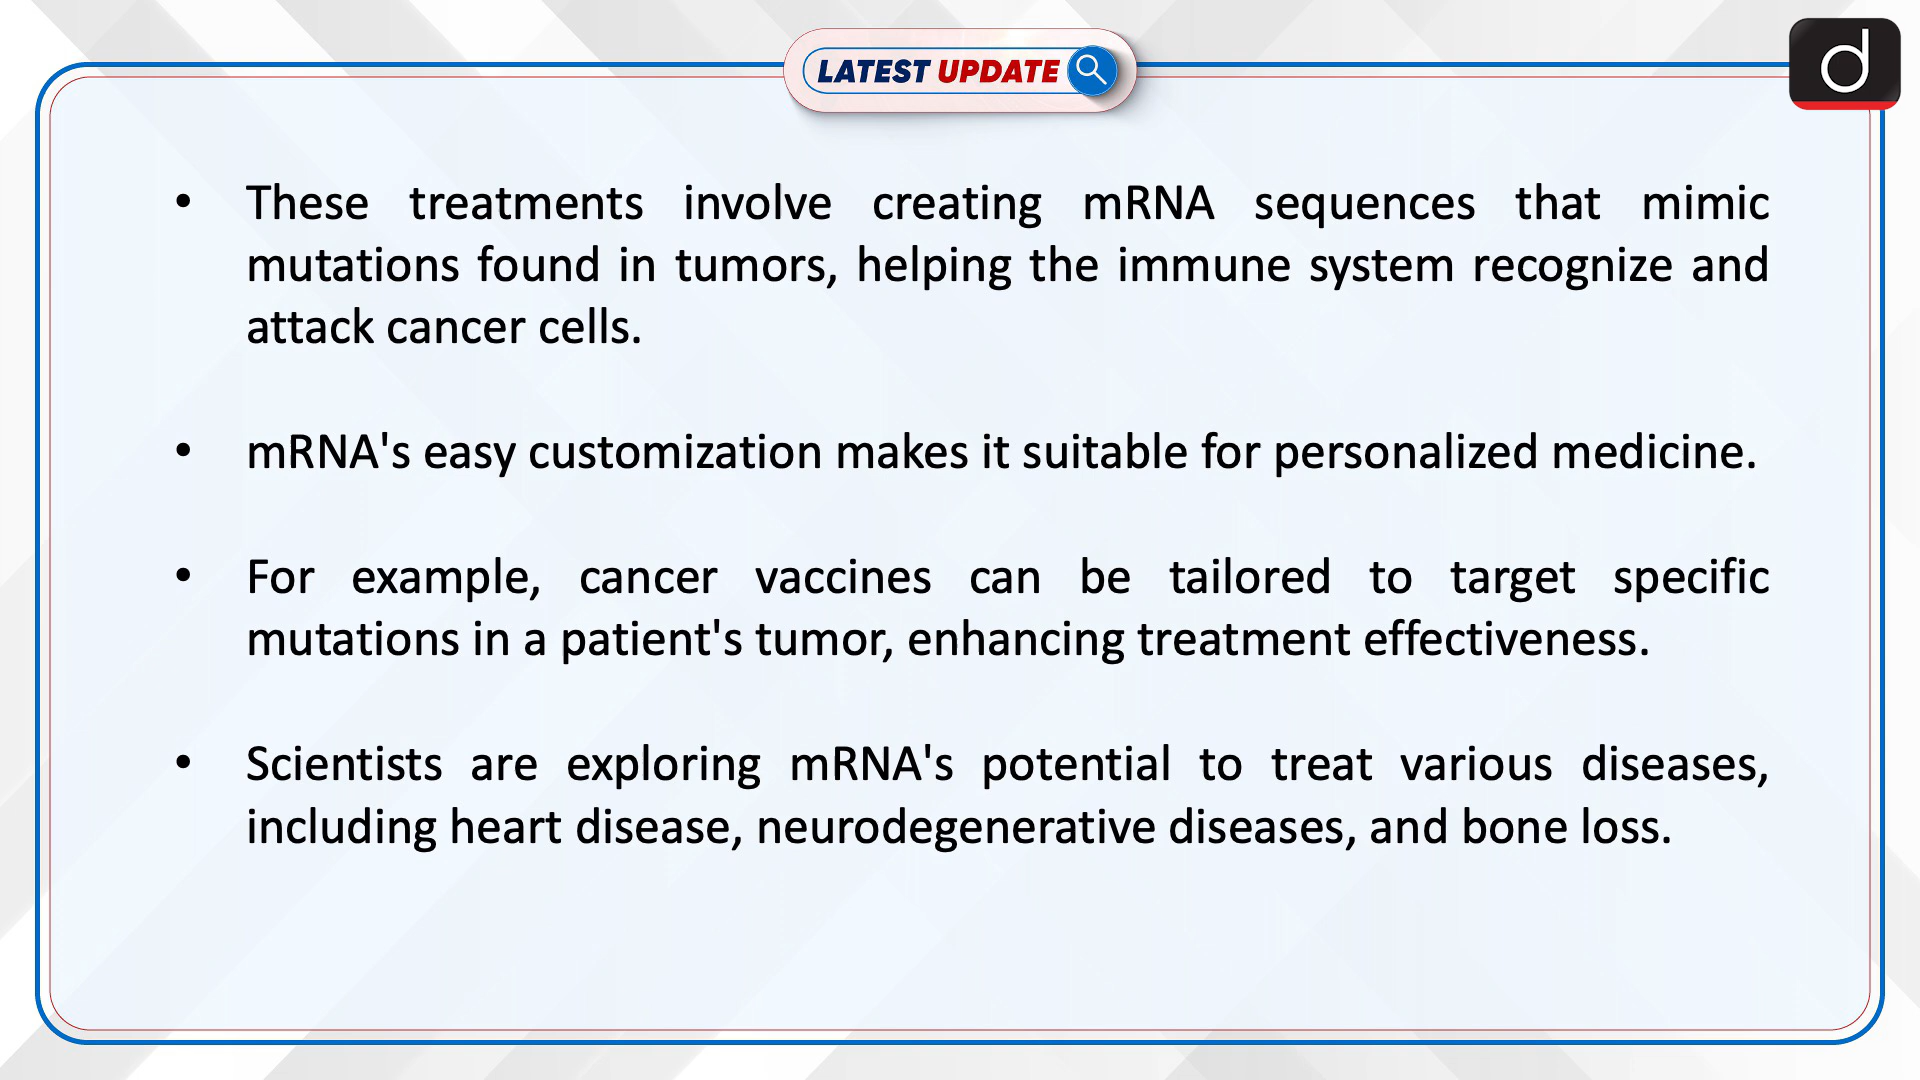 LATEST UPDATE
d
• These treatments involve creating mRNA sequences that mimic
mutations found in tumors, helping the immune system recognize and
attack cancer cells.
• mRNA's easy customization makes it suitable for personalized medicine.
• For example, cancer vaccines can be tailored to target specific
mutations in a patient's tumor, enhancing treatment effectiveness.
• Scientists are exploring mRNA's potential to treat various diseases,
including heart disease, neurodegenerative diseases, and bone loss.